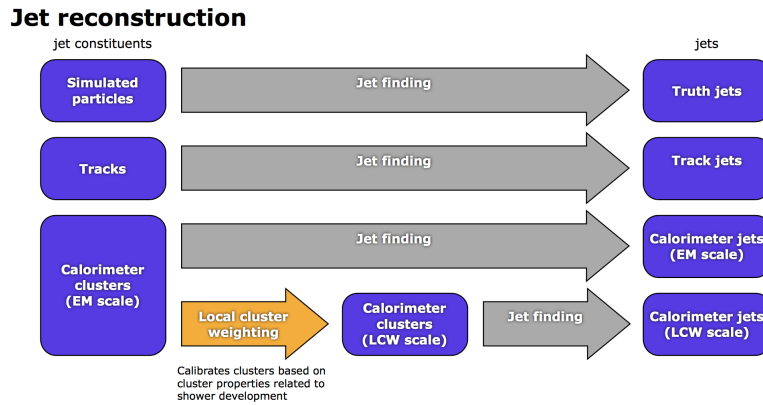 Jet reconstruction
jet constituents
jets
Simulated
particles
Jet finding
Truth jets
Tracks
Jet finding
Track jets
Calorimeter
clusters
(EM scale)
Jet finding
Calorimeter jets
(EM scale)
Local cluster
weighting
Calorimeter
clusters
(LCW scale)
Jet finding
Calorimeter jets
(LCW scale)
Calibrates clusters based on
cluster properties related to
shower development